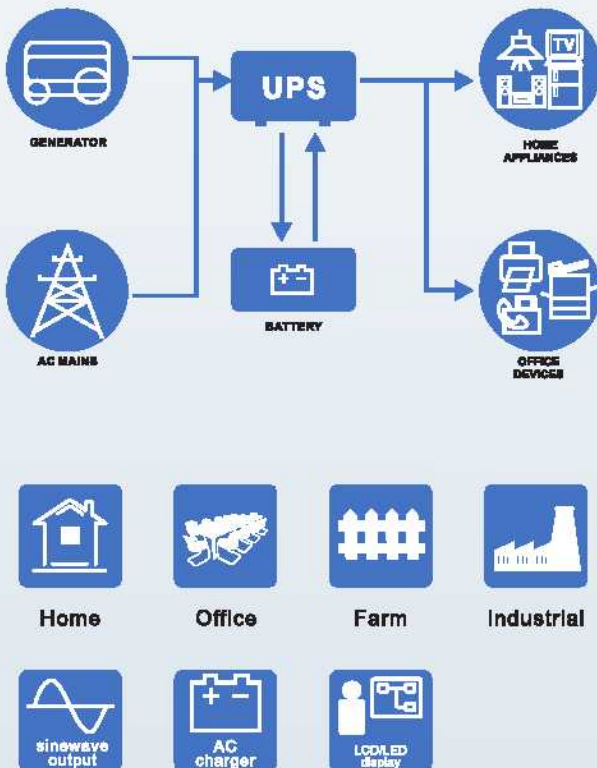 UPS
TV
GENERATOR
HOME
APPLIANCES
AC MAINS
+ -
BATTERY
OFFICE
DEVICES
Home
Office
Farm
Industrial
sinewave
output
+ -
AC
charger
LCD/LED
display